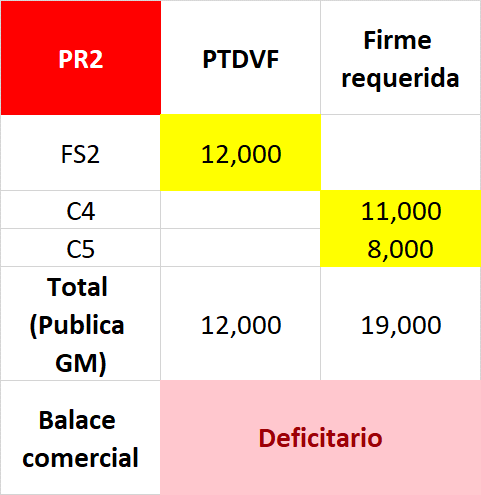 PR2 PTDVF Firme
requerida
FS2 12,000
C4 11,000
C5 8,000
Total
(Publica 12,000 19,000
GM)
Balace
comercial Deficitario